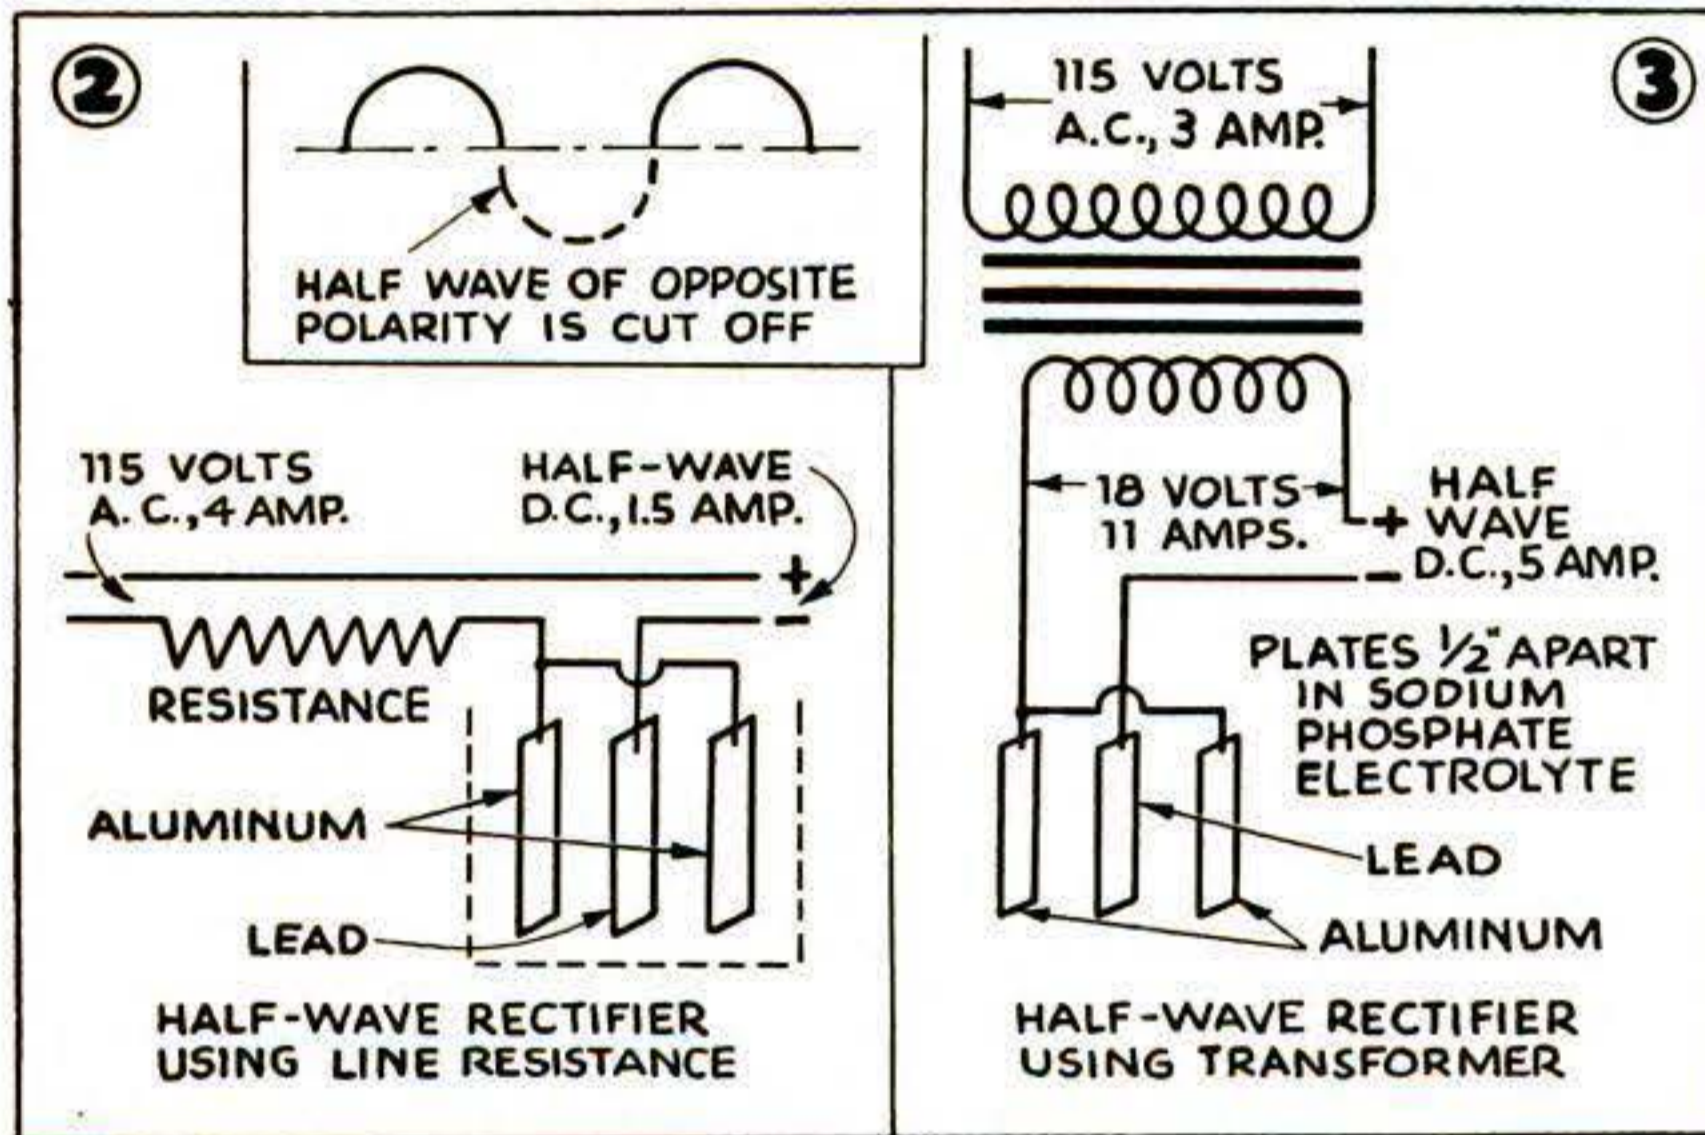 2
HALF WAVE OF OPPOSITE
POLARITY IS CUT OFF
115 VOLTS
A.C., 4 AMP.
HALF-WAVE
D.C., 1.5 AMP.
+
-
RESISTANCE
ALUMINUM
LEAD
HALF-WAVE RECTIFIER
USING LINE RESISTANCE
3
115 VOLTS
A.C., 3 AMP.
18 VOLTS
11 AMPS.
+
-
HALF
WAVE
D.C., 5 AMP.
PLATES 1/2" APART
IN SODIUM
PHOSPHATE
ELECTROLYTE
LEAD
ALUMINUM
HALF-WAVE RECTIFIER
USING TRANSFORMER